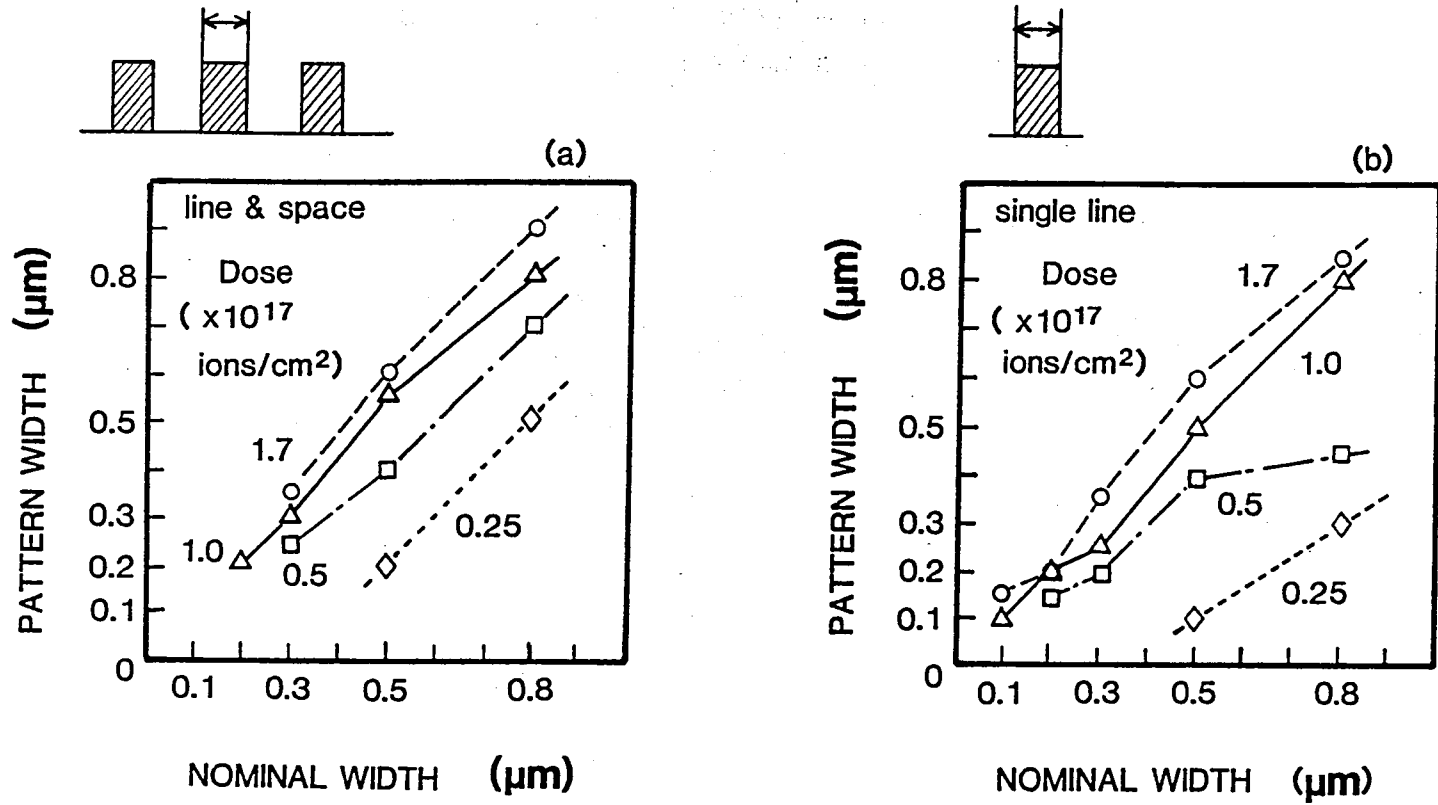 (a)
line & space
Dose
( x10¹⁷
ions/cm²)
1.7
1.0
0.5
0.25
0.8
0.5
0.3
0.2
0.1
0
0.1
0.3
0.5
0.8
PATTERN WIDTH (µm)
NOMINAL WIDTH (µm)
(b)
single line
Dose
( x10¹⁷
ions/cm²)
1.7
1.0
0.5
0.25
0.8
0.5
0.3
0.2
0.1
0
0.1
0.3
0.5
0.8
PATTERN WIDTH (µm)
NOMINAL WIDTH (µm)